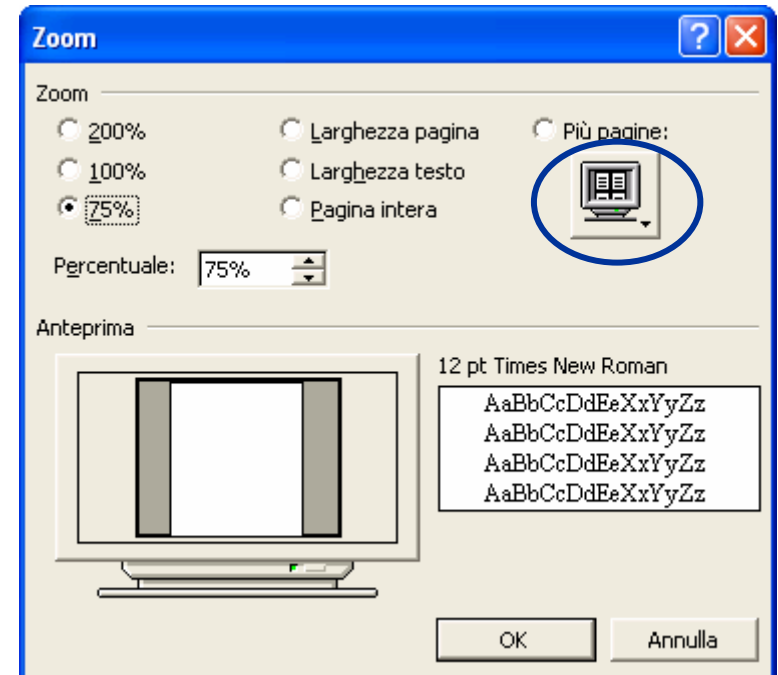 Zoom
Zoom
200%
Larghezza pagina
Più pagine:
100%
Larghezza testo
75%
Pagina intera
Percentuale: 75%
Anteprima
12 pt Times New Roman
AaBbCcDdEeXxYyZz
AaBbCcDdEeXxYyZz
AaBbCcDdEeXxYyZz
AaBbCcDdEeXxYyZz
OK
Annulla